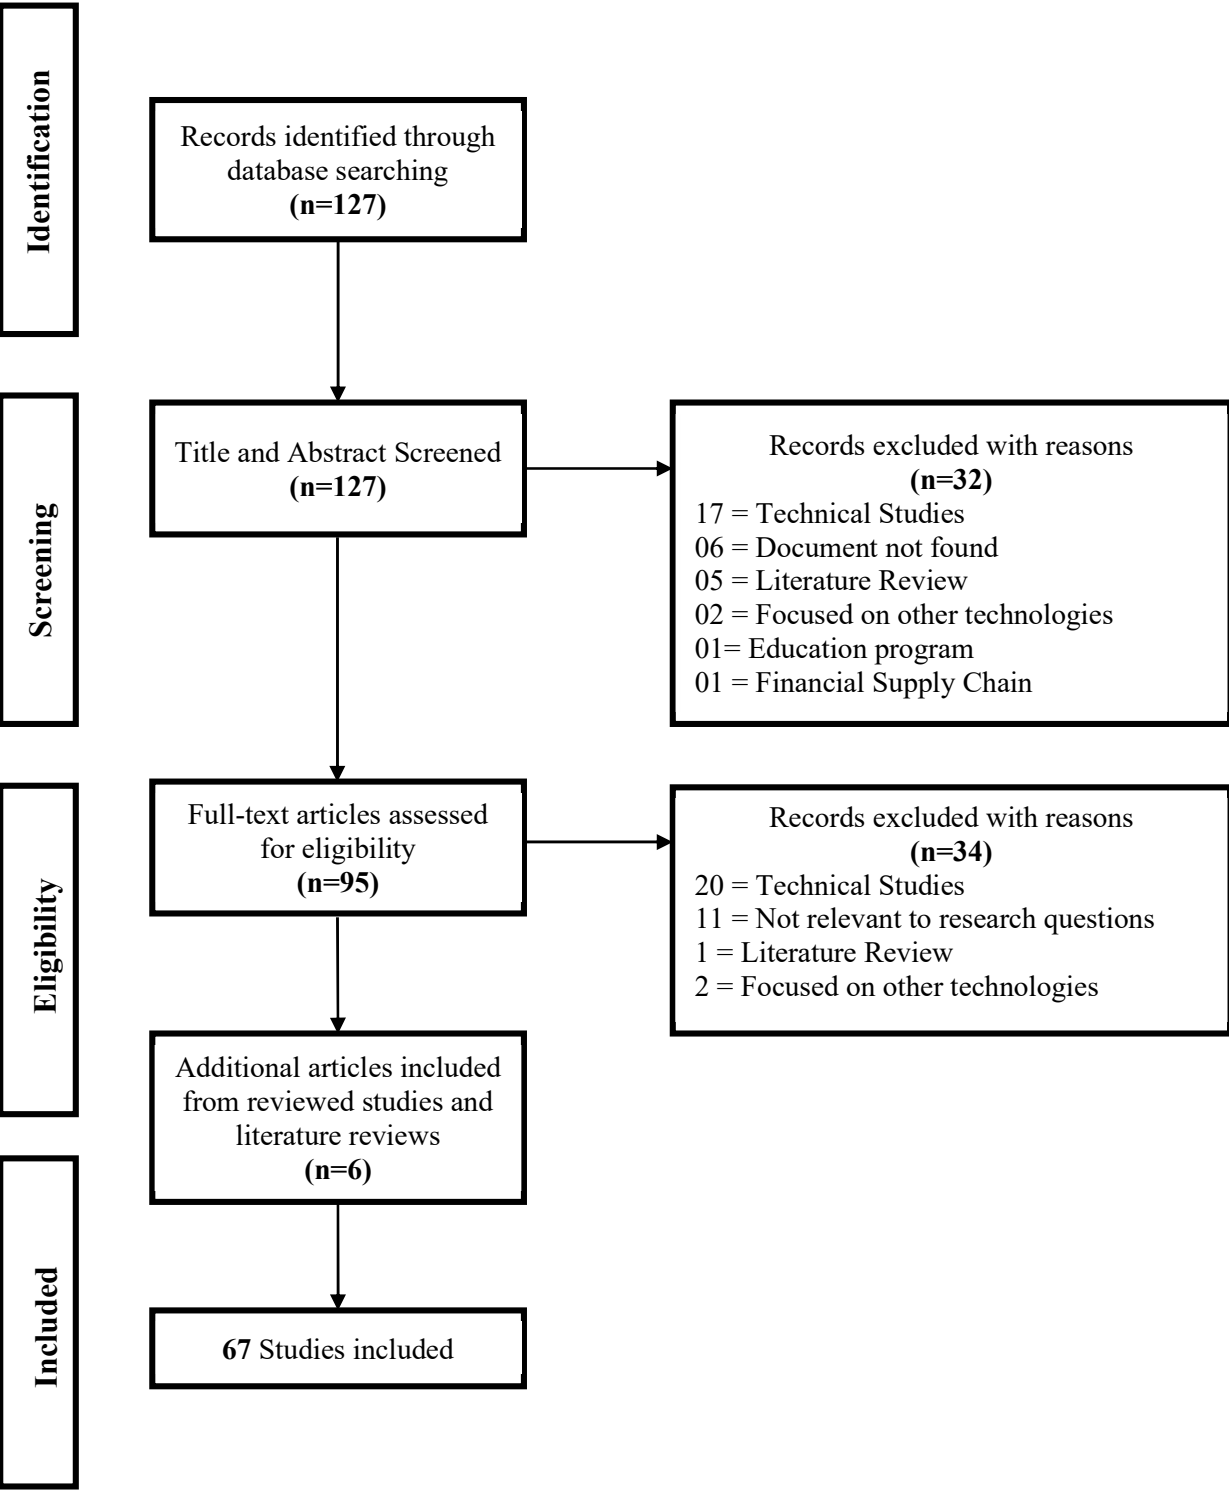 Identification
Records identified through
database searching
(n=127)
Screening
Title and Abstract Screened
(n=127)
Records excluded with reasons
(n=32)
17 = Technical Studies
06 = Document not found
05 = Literature Review
02 = Focused on other technologies
01= Education program
01 = Financial Supply Chain
Eligibility
Full-text articles assessed
for eligibility
(n=95)
Records excluded with reasons
(n=34)
20 = Technical Studies
11 = Not relevant to research questions
1 = Literature Review
2 = Focused on other technologies
Additional articles included
from reviewed studies and
literature reviews
(n=6)
Included
67 Studies included